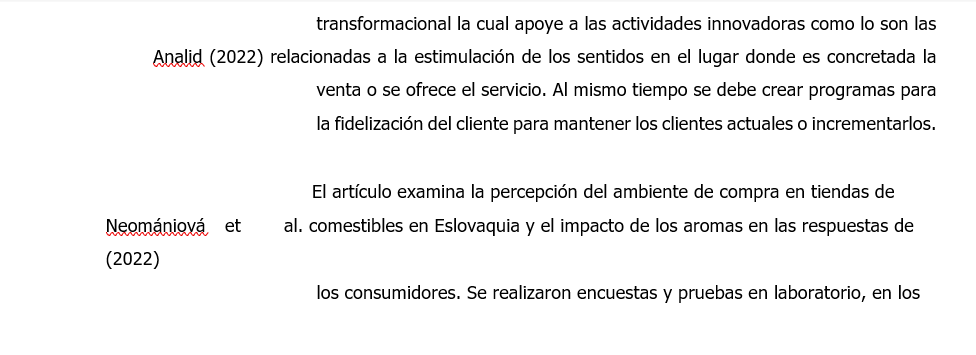 transformacional la cual apoye a las actividades innovadoras como lo son las
Analid (2022) relacionadas a la estimulación de los sentidos en el lugar donde es concretada la
venta o se ofrece el servicio. Al mismo tiempo se debe crear programas para
la fidelización del cliente para mantener los clientes actuales o incrementarlos.
El artículo examina la percepción del ambiente de compra en tiendas de
Neomániová et al. comestibles en Eslovaquia y el impacto de los aromas en las respuestas de
(2022)
los consumidores. Se realizaron encuestas y pruebas en laboratorio, en los